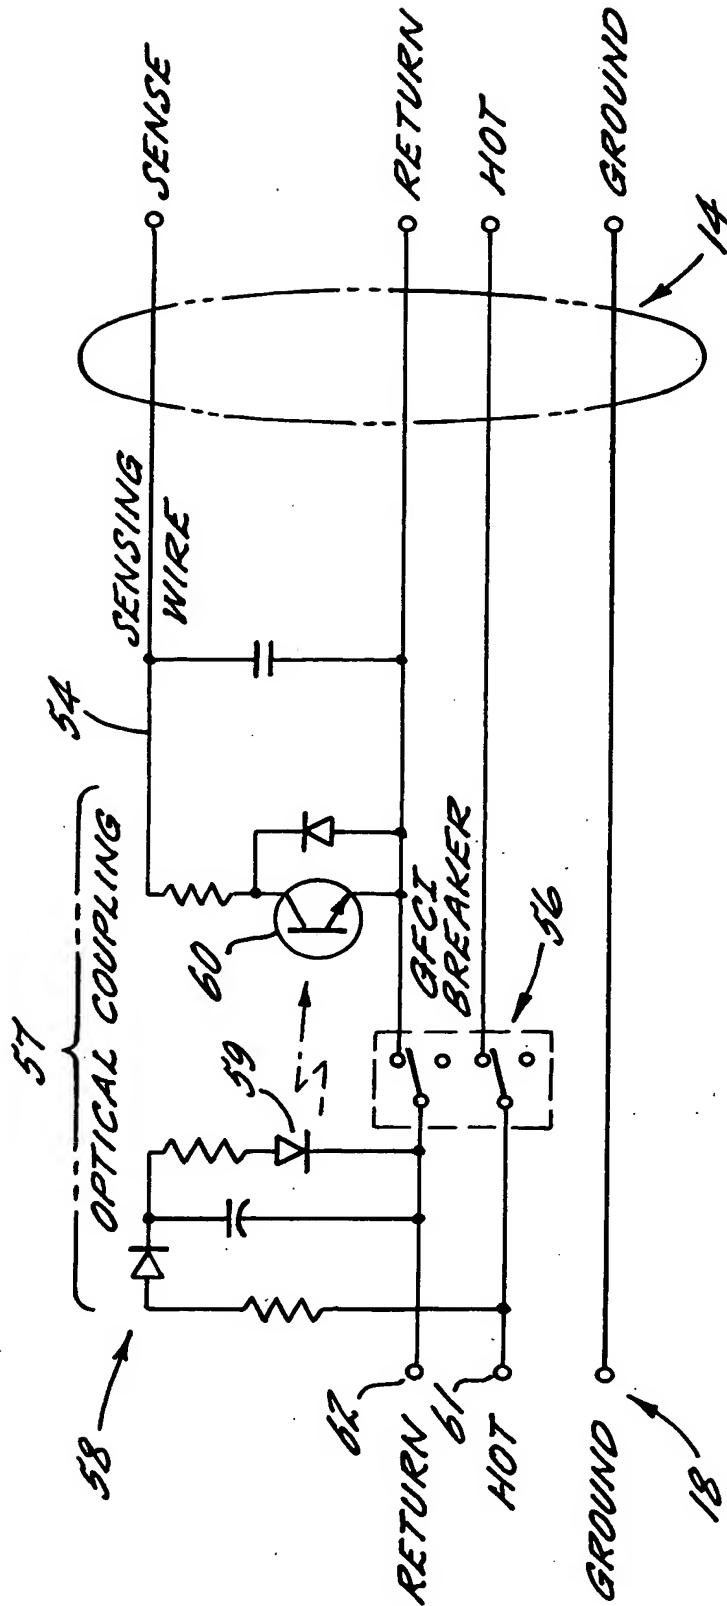 57
OPTICAL COUPLING
58
54
59
60
SENSING
WIRE
SENSE
62
RETURN
61
HOT
GROUND
18
GFCI
BREAKER
56
14
RETURN
HOT
GROUND